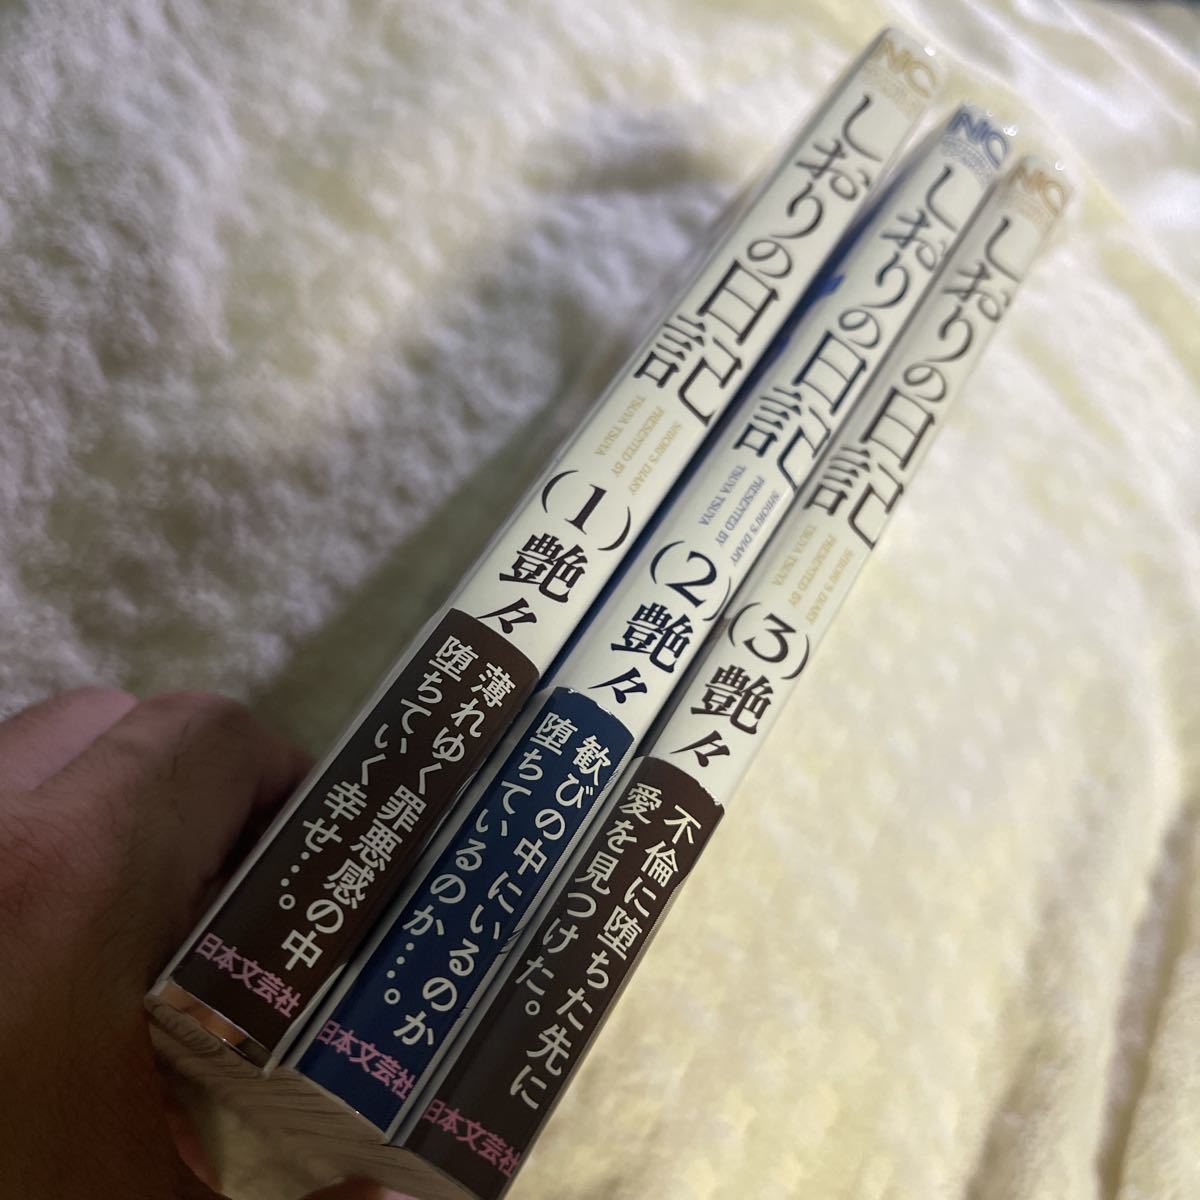 NC
しおりの日記
SHIORI'S DIARY
PRESENTED BY
TSUYA TSUYA
(1)
艶々
薄れゆく罪悪感の中
堕ちていく幸せ…。
日本文芸社
NC
しおりの日記
SHIORI'S DIARY
PRESENTED BY
TSUYA TSUYA
(2)
艶々
歓びの中にいるのか
堕ちているのか…。
日本文芸社
NC
しおりの日記
SHIORI'S DIARY
PRESENTED BY
TSUYA TSUYA
(3)
艶々
不倫に堕ちた先に
愛を見つけた。
日本文芸社